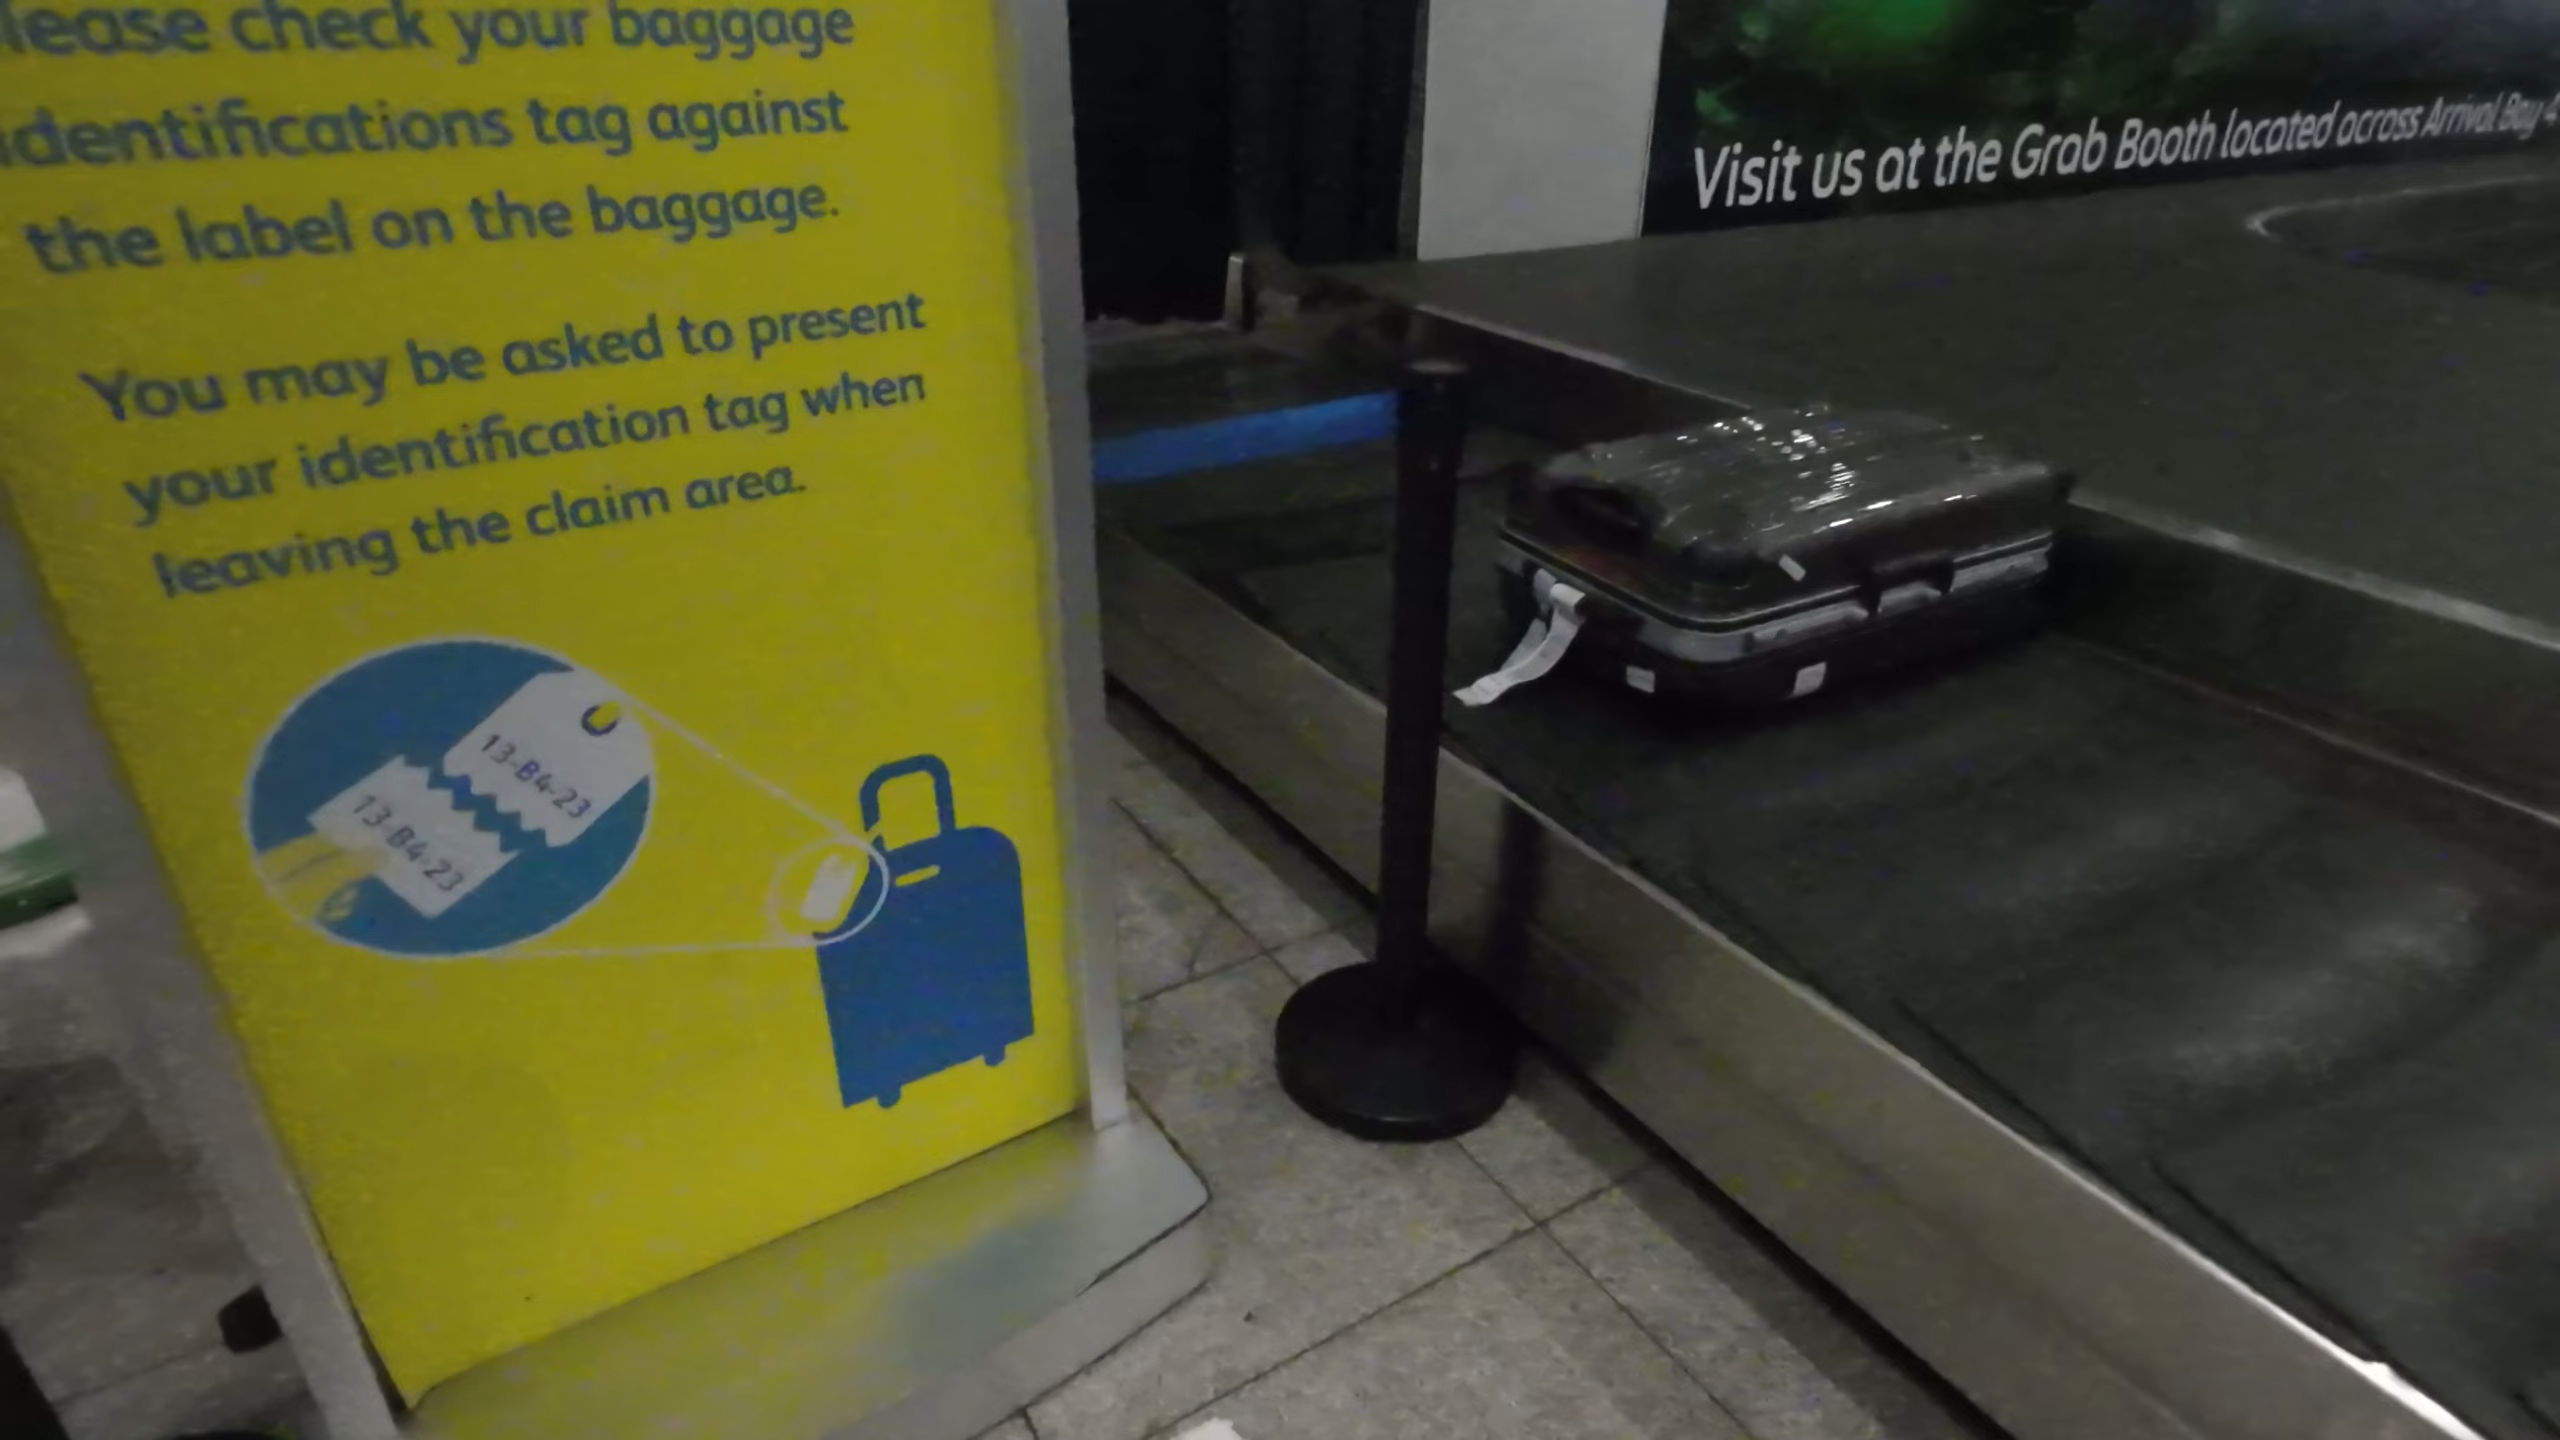 lease check your baggage
identifications tag against
the label on the baggage.
You may be asked to present
your identification tag when
leaving the claim area.
13-B4-23
13-B4-23
Visit us at the Grab Booth located across Arrival Bay 4